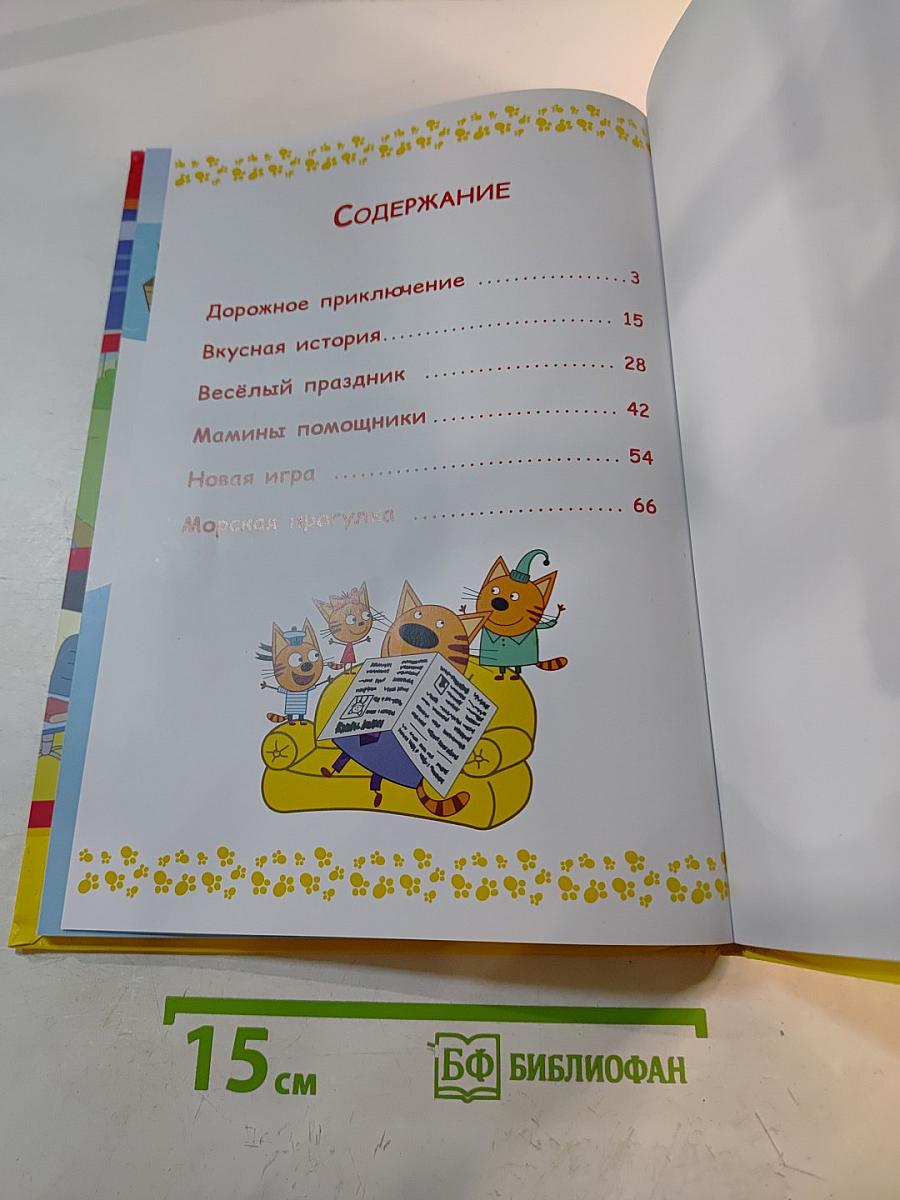 Содержание
Дорожное приключение ................ 3
Вкусная история............................... 15
Весёлый праздник ......................... 28
Мамины помощники........................ 42
Новая игра .................................. 54
Морская прогулка .......................... 66
15 см
БФ БИБЛИОФАН